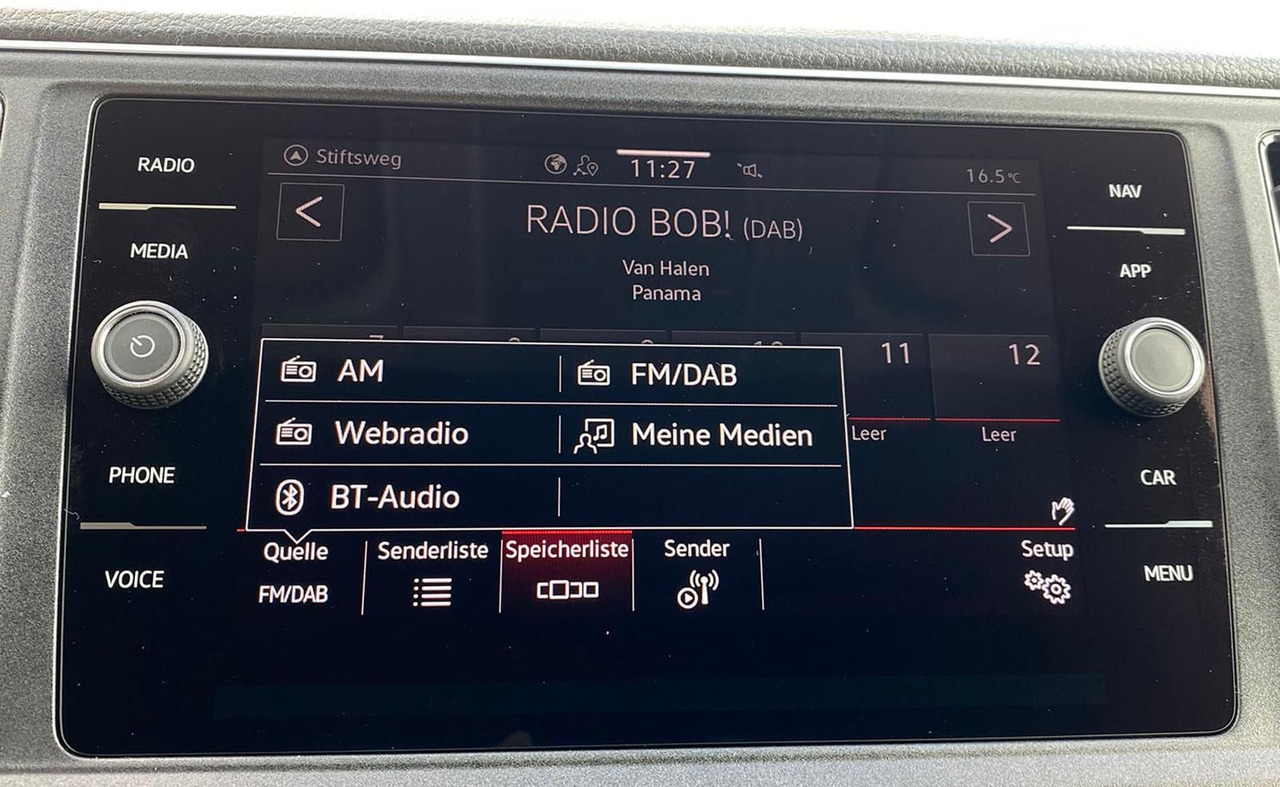 RADIO
MEDIA
PHONE
VOICE
Stiftsweg
11:27
16.5°C
<
RADIO BOB! (DAB)
>
Van Halen
Panama
11
12
Leer
Leer
AM
FM/DAB
Webradio
Meine Medien
BT-Audio
Quelle
FM/DAB
Senderliste
Speicherliste
Sender
Setup
NAV
APP
CAR
MENU